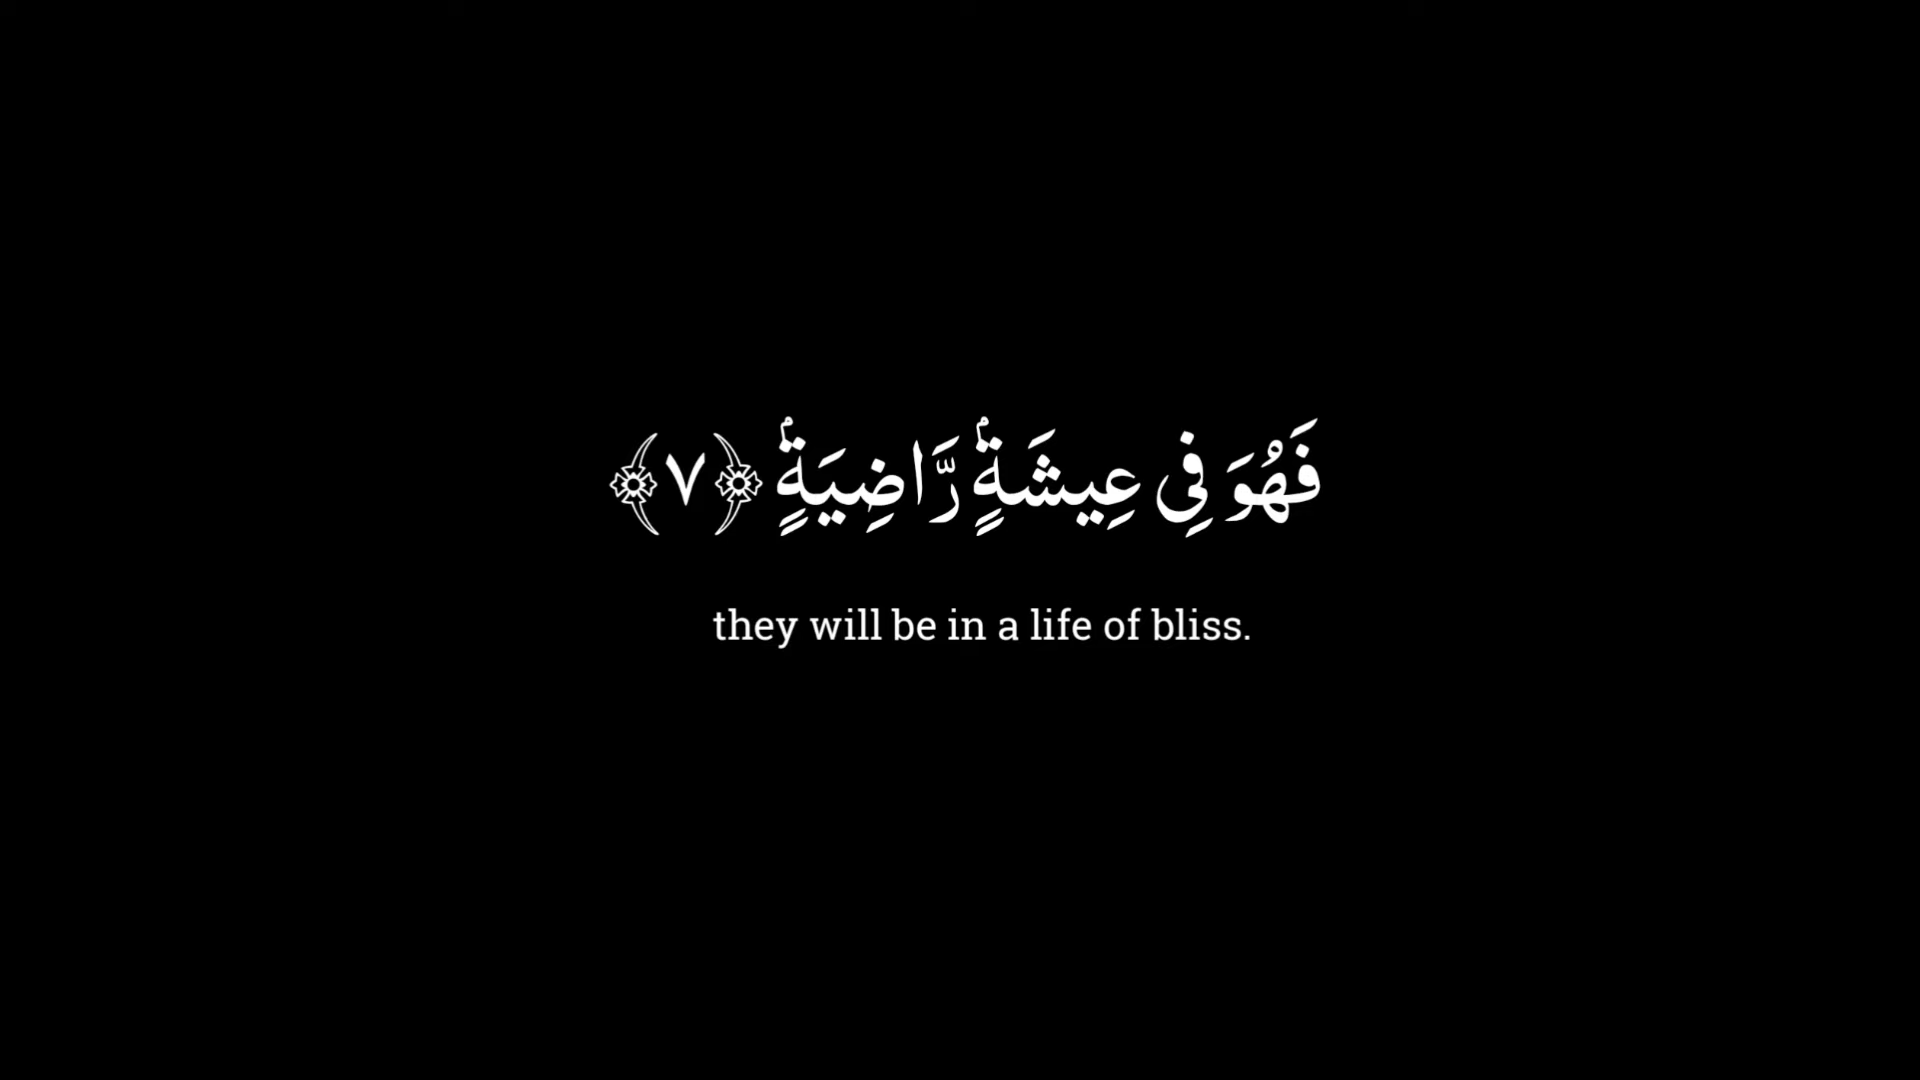 فَهُوَ فِى عِيشَةٍۢ رَّاضِيَةٍۢ ﴿٧﴾
they will be in a life of bliss.